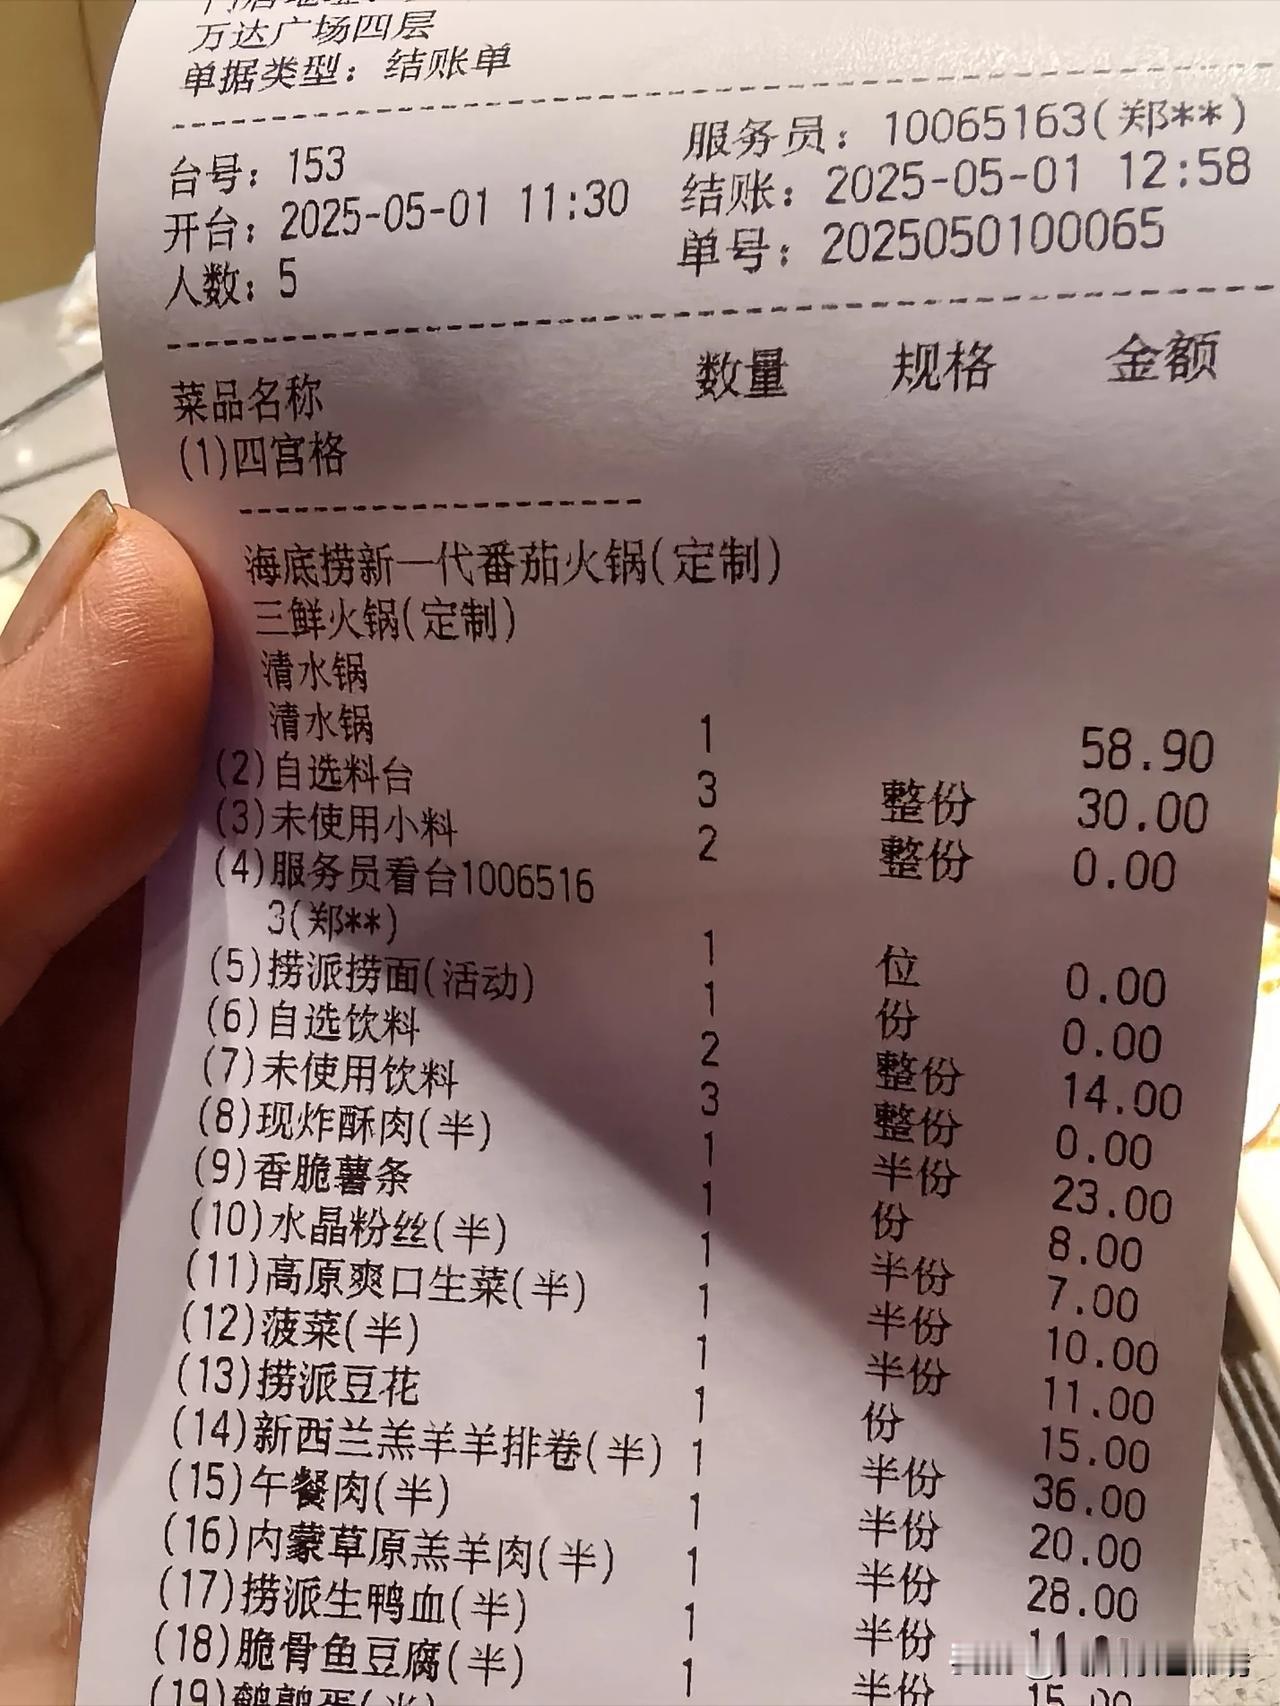 万达广场四层
单据类型：结账单
台号：153 服务员：10065163(郑**)
开台：2025-05-01 11:30 结账：2025-05-01 12:58
人数：5 单号：2025050100065
菜品名称 数量 规格 金额
(1)四宫格
海底捞新一代番茄火锅(定制)
三鲜火锅(定制)
清水锅
清水锅 1 58.90
(2)自选料台 3 整份 30.00
(3)未使用小料 2 整份 0.00
(4)服务员看台1006516
3(郑**) 1 位 0.00
(5)捞派捞面(活动) 1 份 0.00
(6)自选饮料 2 整份 14.00
(7)未使用饮料 3 整份 0.00
(8)现炸酥肉(半) 1 半份 23.00
(9)香脆薯条 1 份 8.00
(10)水晶粉丝(半) 1 半份 7.00
(11)高原爽口生菜(半) 1 半份 10.00
(12)菠菜(半) 1 半份 11.00
(13)捞派豆花 1 份 15.00
(14)新西兰羔羊羊排卷(半) 1 半份 36.00
(15)午餐肉(半) 1 半份 20.00
(16)内蒙草原羔羊肉(半) 1 半份 28.00
(17)捞派生鸭血(半) 1 半份
(18)脆骨鱼豆腐(半) 1 半份 15.00
(19)鹌鹑蛋(半)